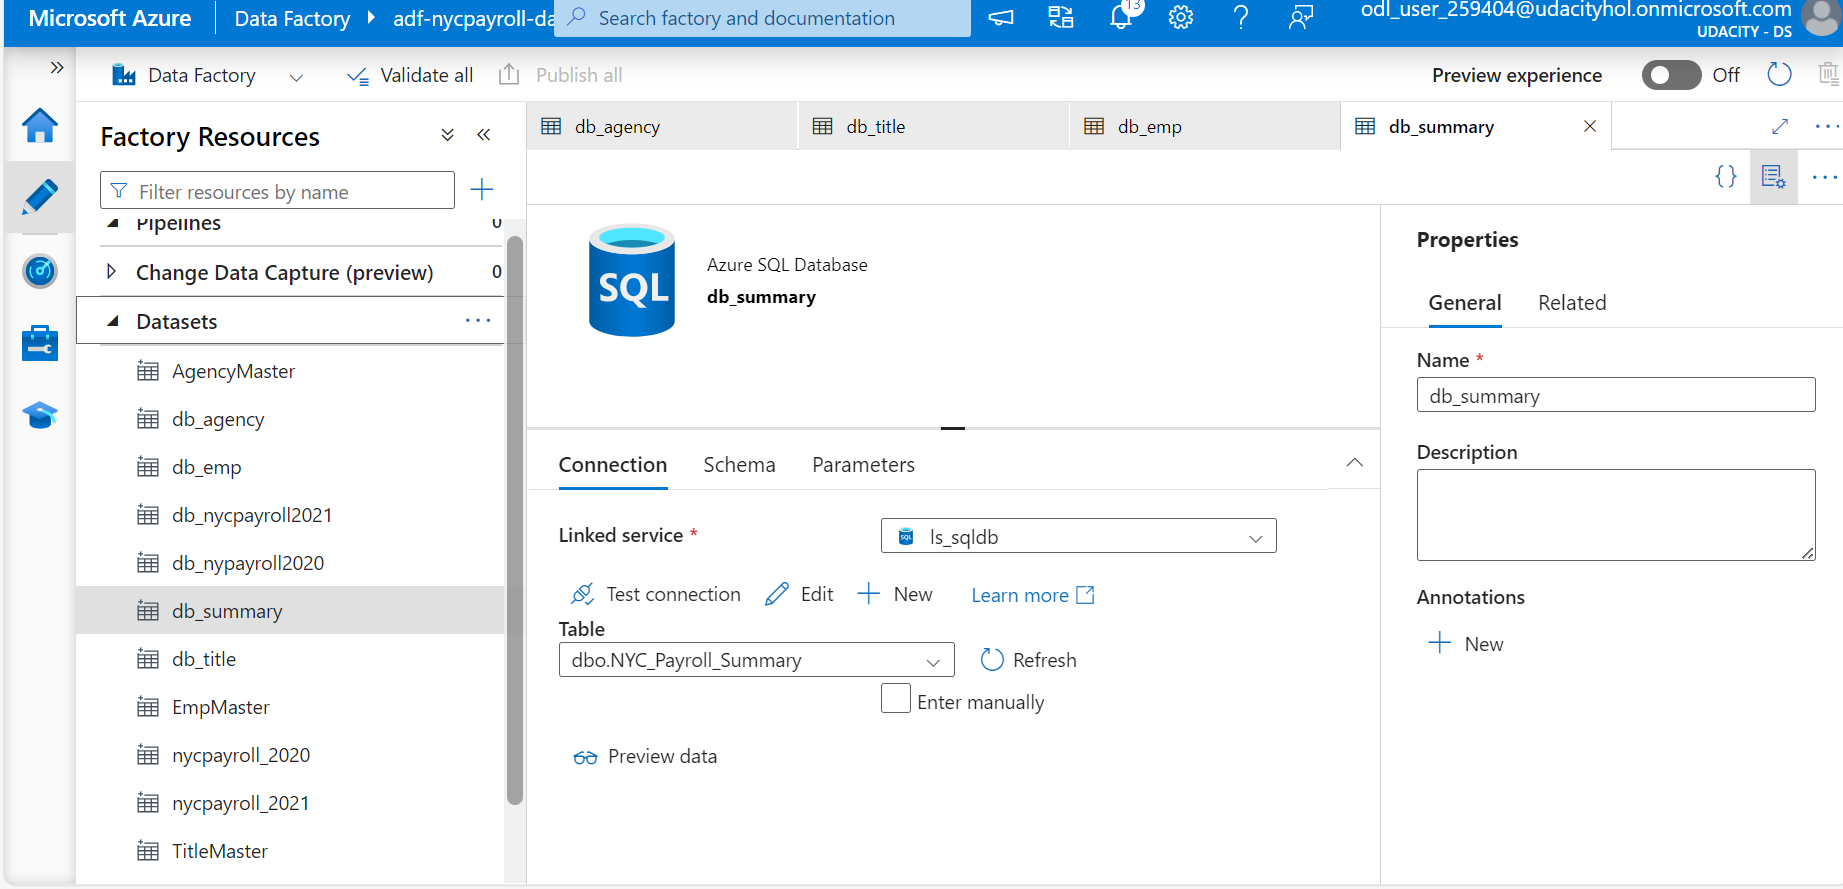 Microsoft Azure
Data Factory
adf-nycpayroll-da
Search factory and documentation
13
odl_user_259404@udacityhol.onmicrosoft.com
UDACITY - DS
Data Factory
Validate all
Publish all
Preview experience
Off
Factory Resources
Filter resources by name
Pipelines 0
Change Data Capture (preview) 0
Datasets
AgencyMaster
db_agency
db_emp
db_nycpayroll2021
db_nypayroll2020
db_summary
db_title
EmpMaster
nycpayroll_2020
nycpayroll_2021
TitleMaster
db_agency
db_title
db_emp
db_summary
{}
SQL
Azure SQL Database
db_summary
Connection
Schema
Parameters
Linked service *
SQL
ls_sqldb
Test connection
Edit
New
Learn more
Table
dbo.NYC_Payroll_Summary
Refresh
Enter manually
Preview data
Properties
General
Related
Name *
db_summary
Description
Annotations
New